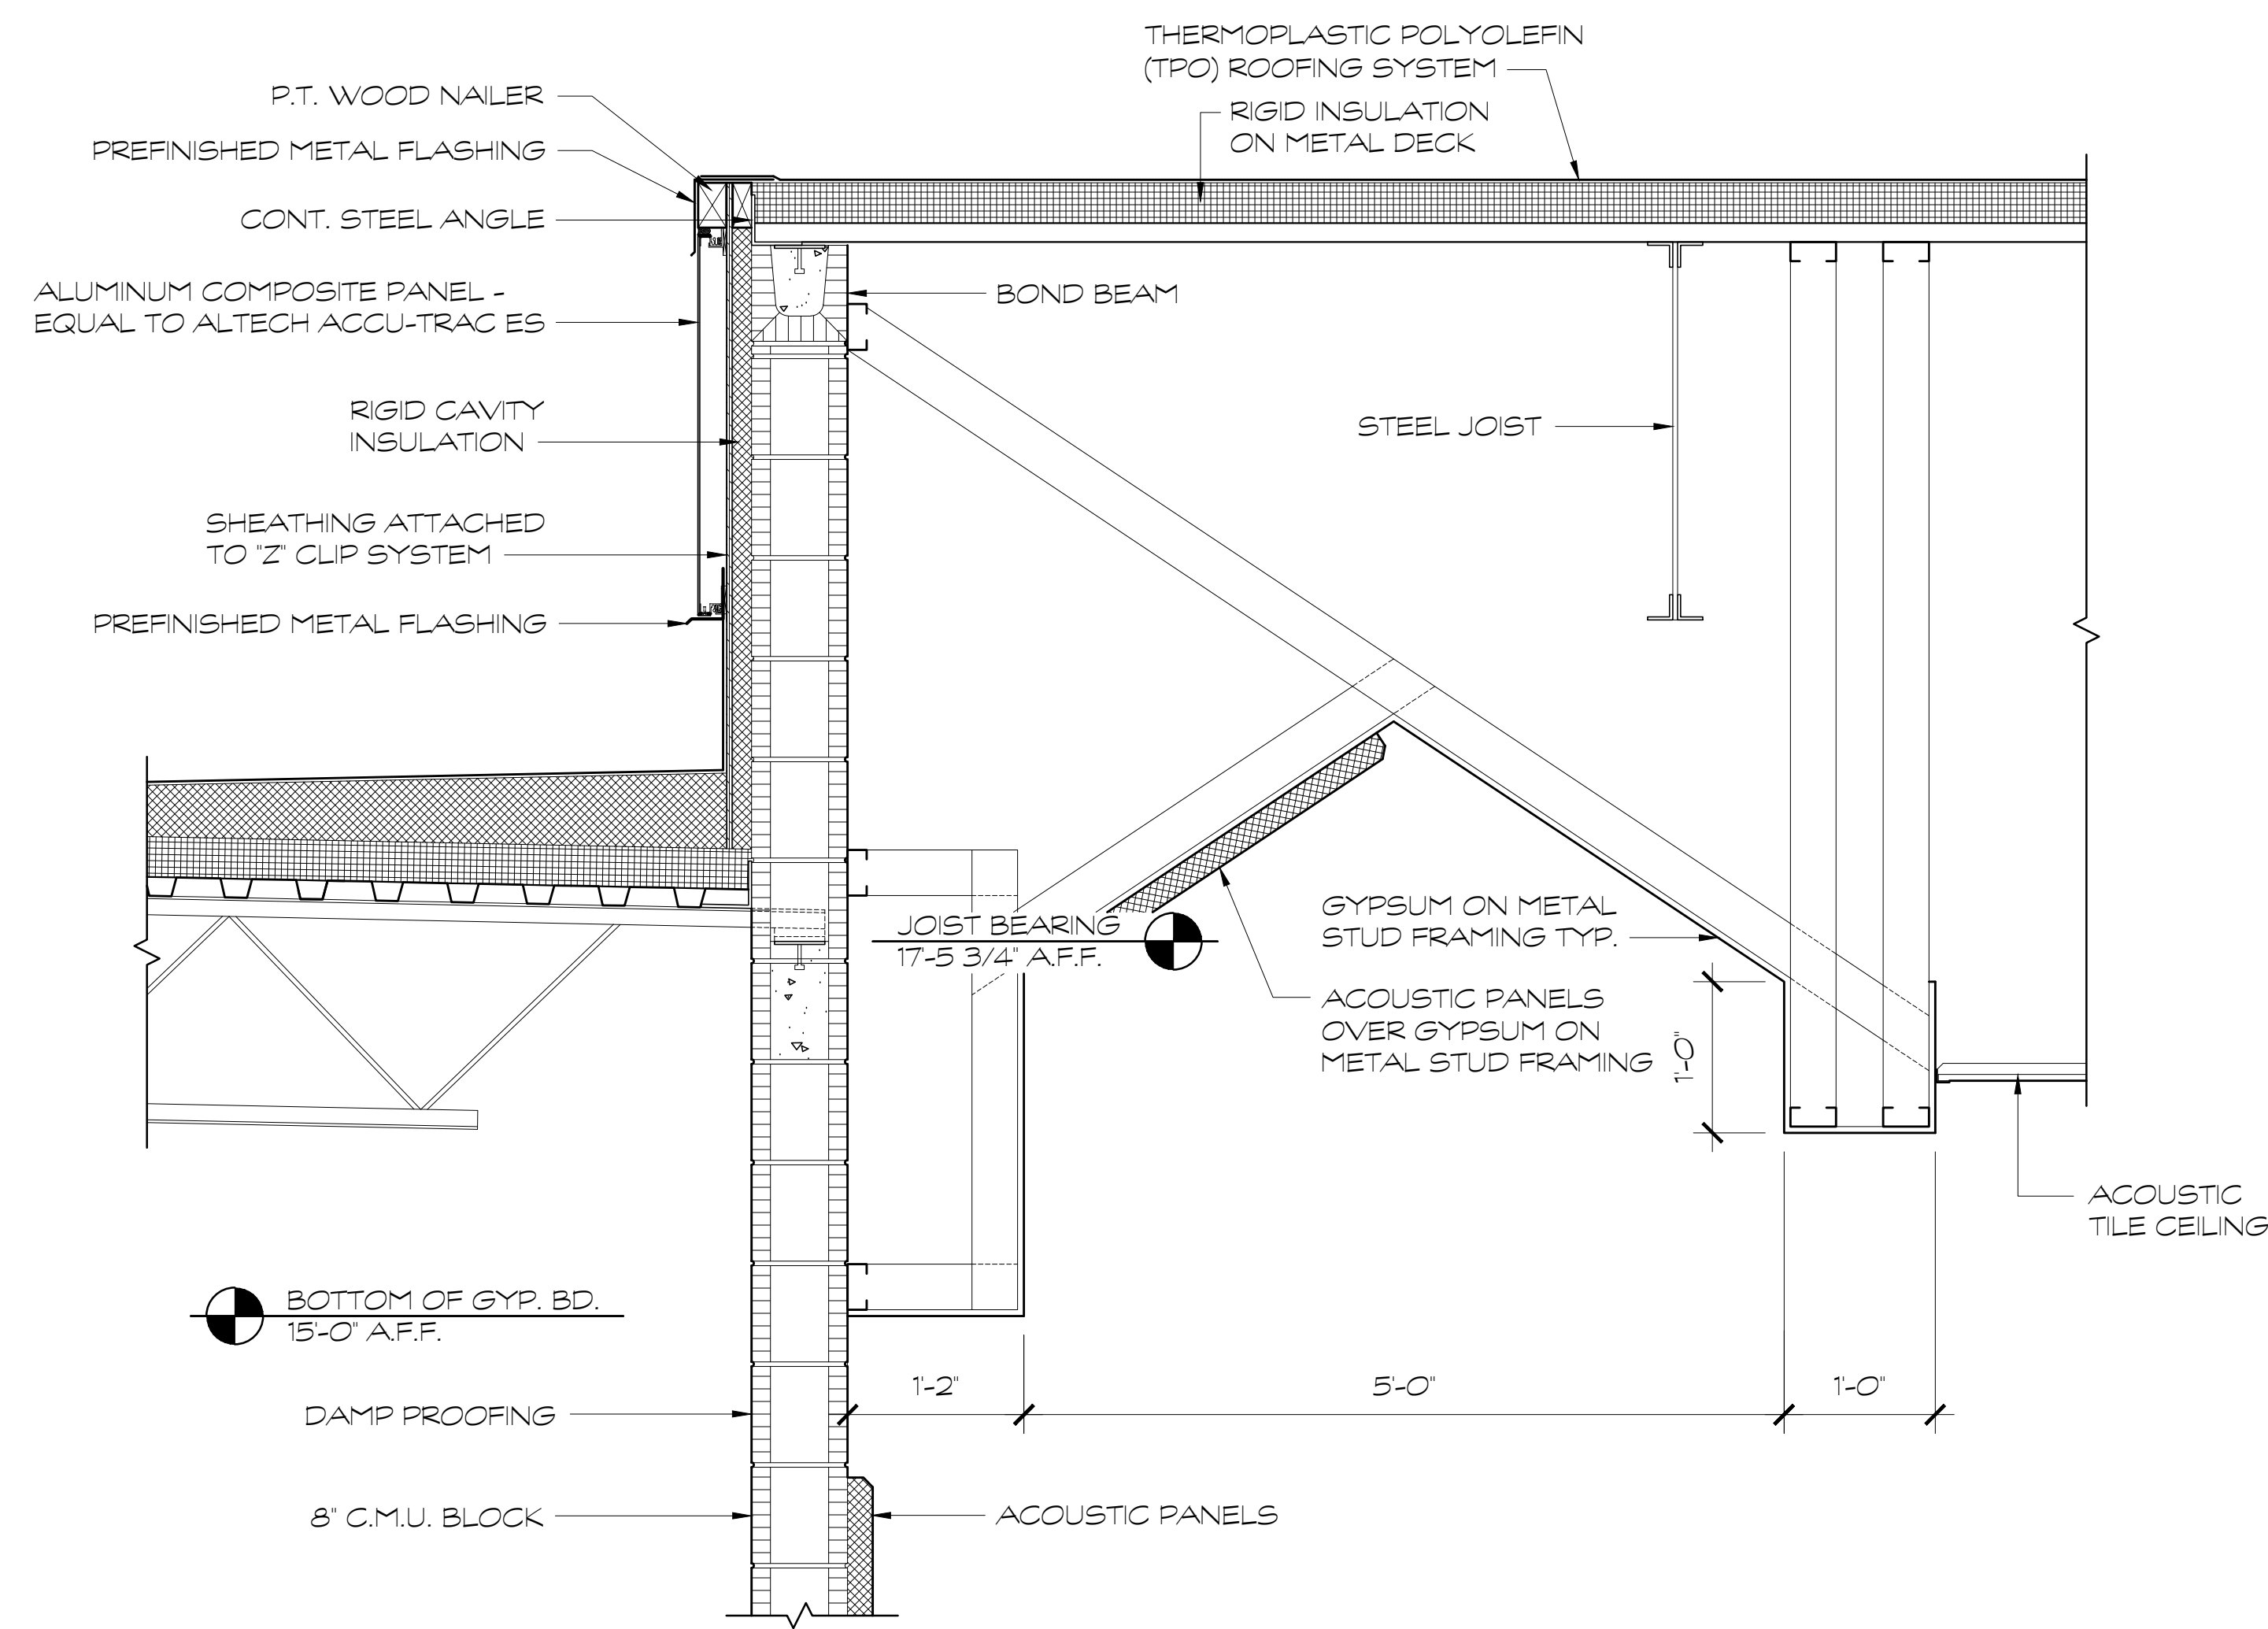 THERMOPLASTIC POLYOLEFIN
(TPO) ROOFING SYSTEM
RIGID INSULATION
ON METAL DECK
P.T. WOOD NAILER
PREFINISHED METAL FLASHING
CONT. STEEL ANGLE
ALUMINUM COMPOSITE PANEL -
EQUAL TO ALTECH ACCU-TRAC ES
BOND BEAM
RIGID CAVITY
INSULATION
STEEL JOIST
SHEATHING ATTACHED
TO "Z" CLIP SYSTEM
PREFINISHED METAL FLASHING
JOIST BEARING
17'-5 3/4" A.F.F.
GYPSUM ON METAL
STUD FRAMING TYP.
ACOUSTIC PANELS
OVER GYPSUM ON
METAL STUD FRAMING
1'-0"
ACOUSTIC
TILE CEILING
BOTTOM OF GYP. BD.
15'-0" A.F.F.
1'-2"
5'-0"
1'-0"
DAMP PROOFING
8" C.M.U. BLOCK
ACOUSTIC PANELS